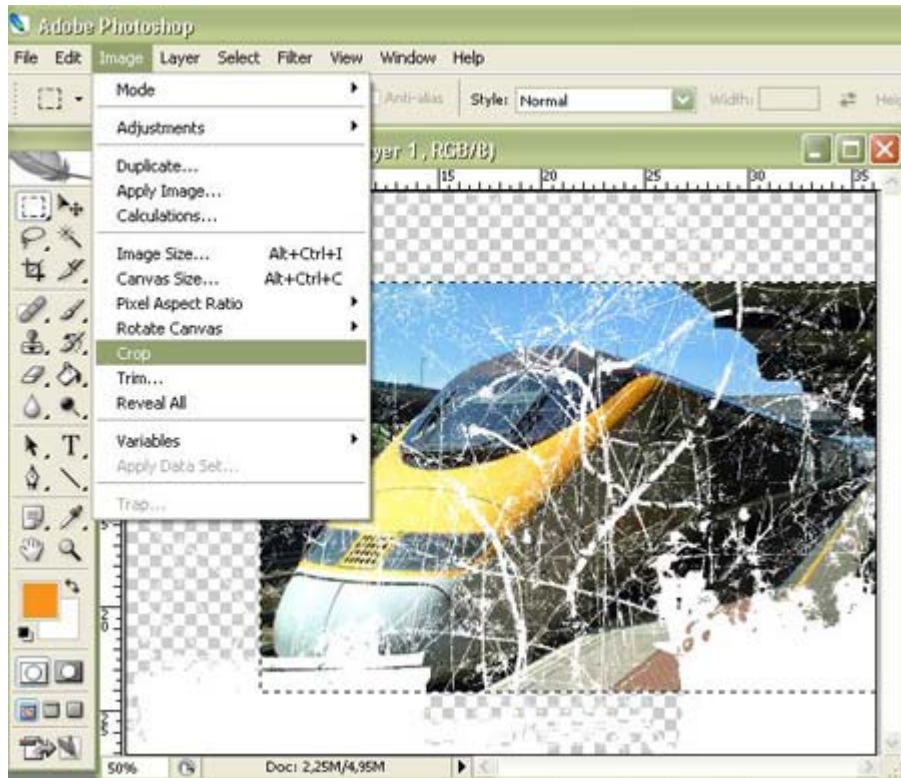 Adobe Photoshop
File Edit Image Layer Select Filter View Window Help
Anti-alias Style: Normal Width:
Mode
Adjustments
Duplicate...
Apply Image...
Calculations...
Image Size... Alt+Ctrl+I
Canvas Size... Alt+Ctrl+C
Pixel Aspect Ratio
Rotate Canvas
Crop
Trim...
Reveal All
Variables
Apply Data Set...
Trap...
1, RGB/8)
15 20 25 30 35
50% Doc: 2,25M/4,95M